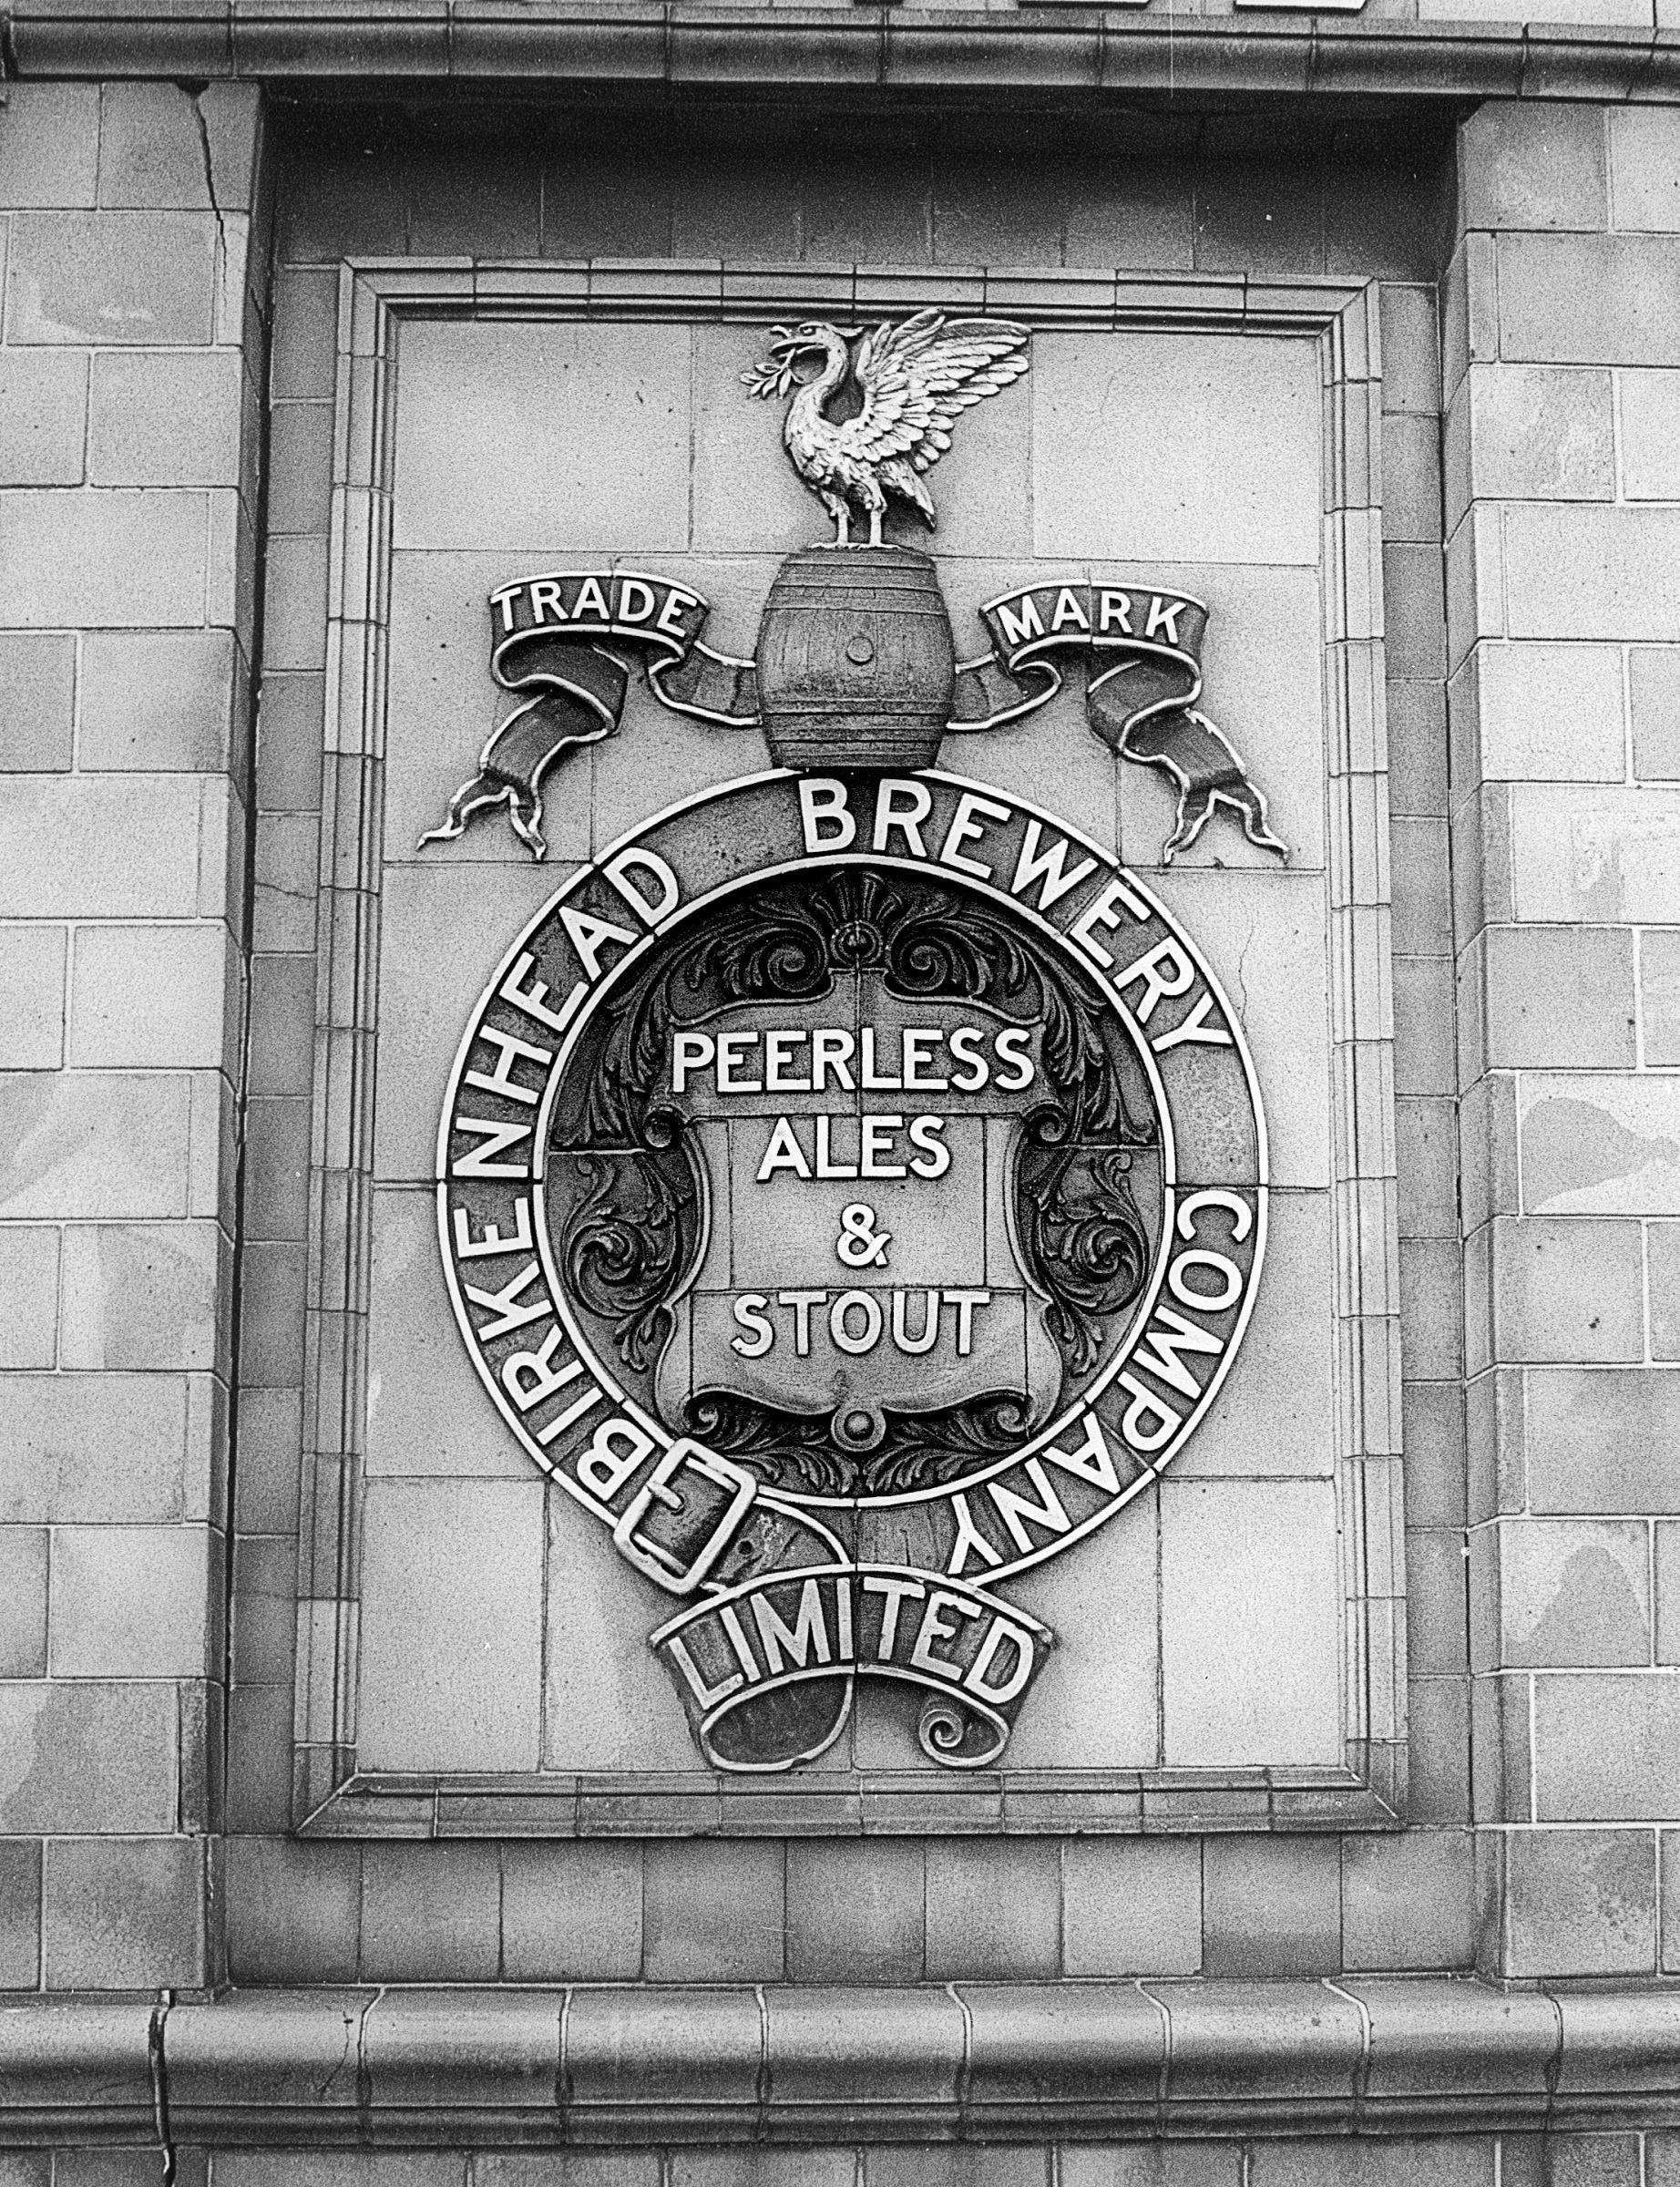 TRADE MARK
BIRKENHEAD BREWERY COMPANY
PEERLESS
ALES
&
STOUT
LIMITED